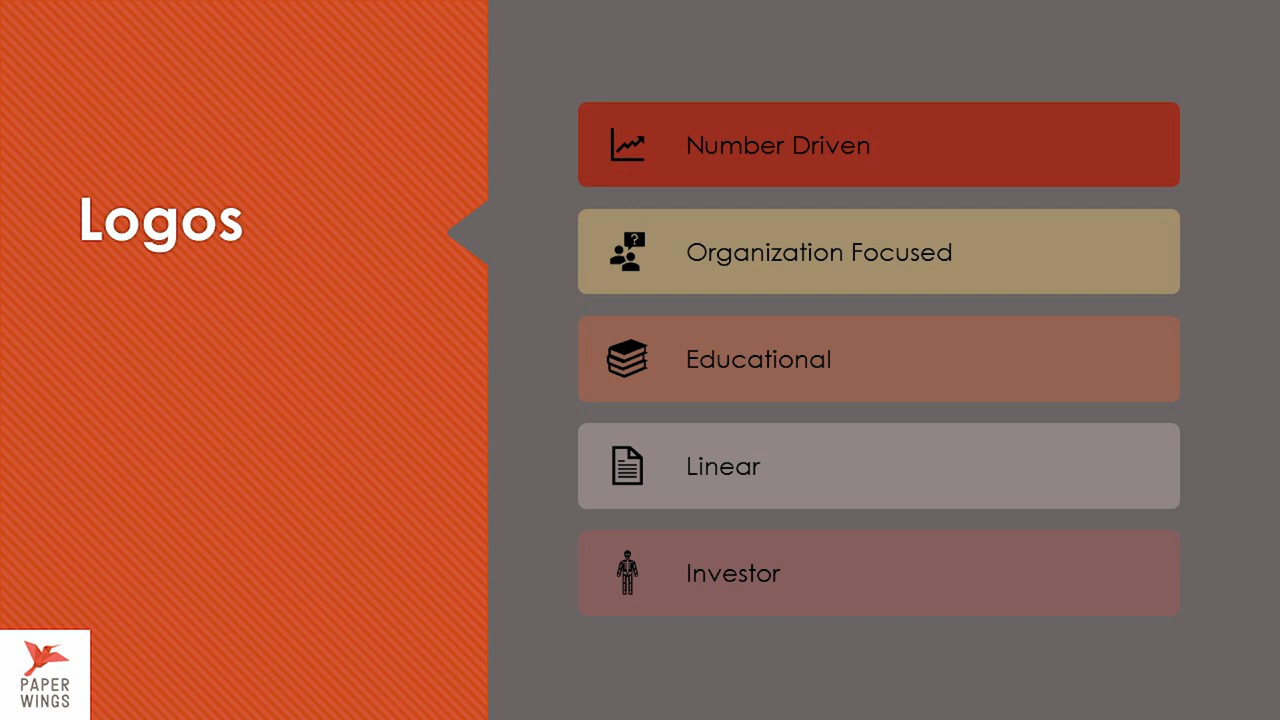 Logos
Number Driven
?
Organization Focused
Educational
Linear
Investor
PAPER
WINGS